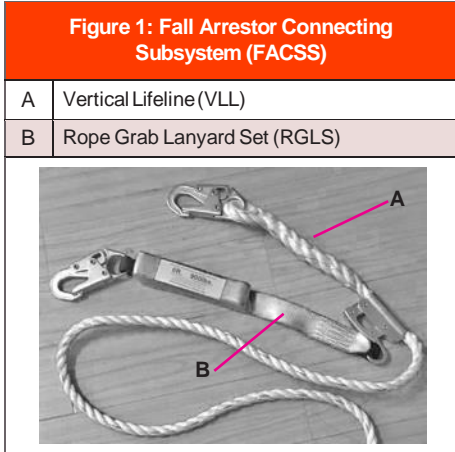 Figure 1: Fall Arrestor Connecting
Subsystem (FACSS)
A Vertical Lifeline (VLL)
B Rope Grab Lanyard Set (RGLS)
A
B